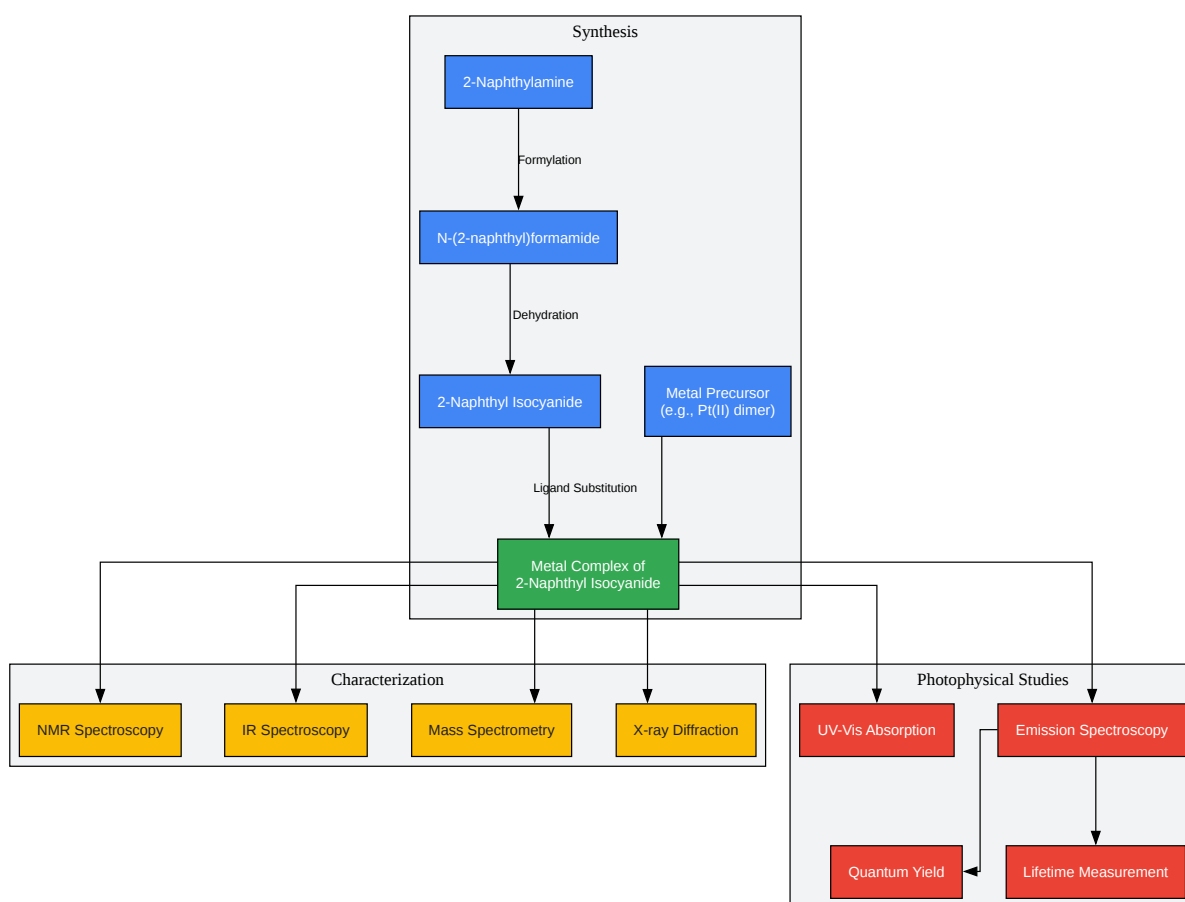 Synthesis
2-Naphthylamine
Formylation
N-(2-naphthyl)formamide
Dehydration
2-Naphthyl Isocyanide
Metal Precursor
(e.g., Pt(II) dimer)
Ligand Substitution
Metal Complex of
2-Naphthyl Isocyanide
Characterization
NMR Spectroscopy
IR Spectroscopy
Mass Spectrometry
X-ray Diffraction
Photophysical Studies
UV-Vis Absorption
Emission Spectroscopy
Quantum Yield
Lifetime Measurement